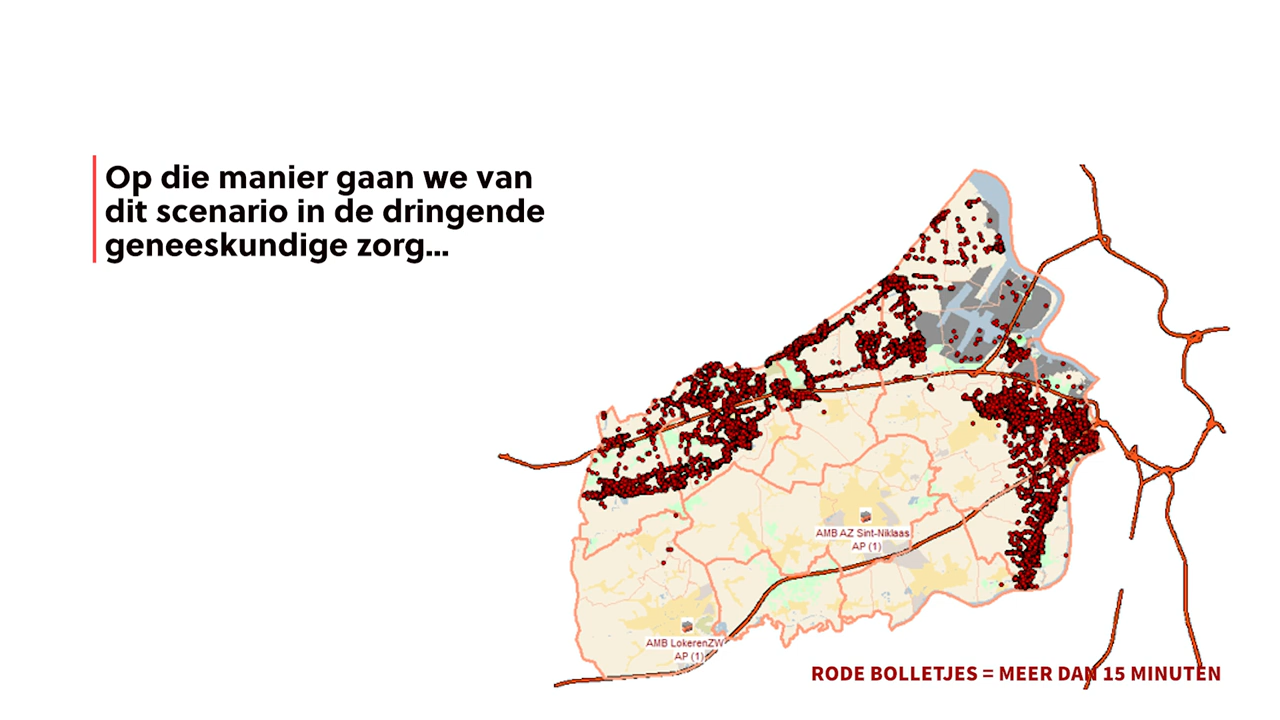 Op die manier gaan we van
dit scenario in de dringende
geneeskundige zorg...
AMB AZ Sint-Niklaas
AP (1)
AMB LokerenZW
AP (1)
RODE BOLLETJES = MEER DAN 15 MINUTEN